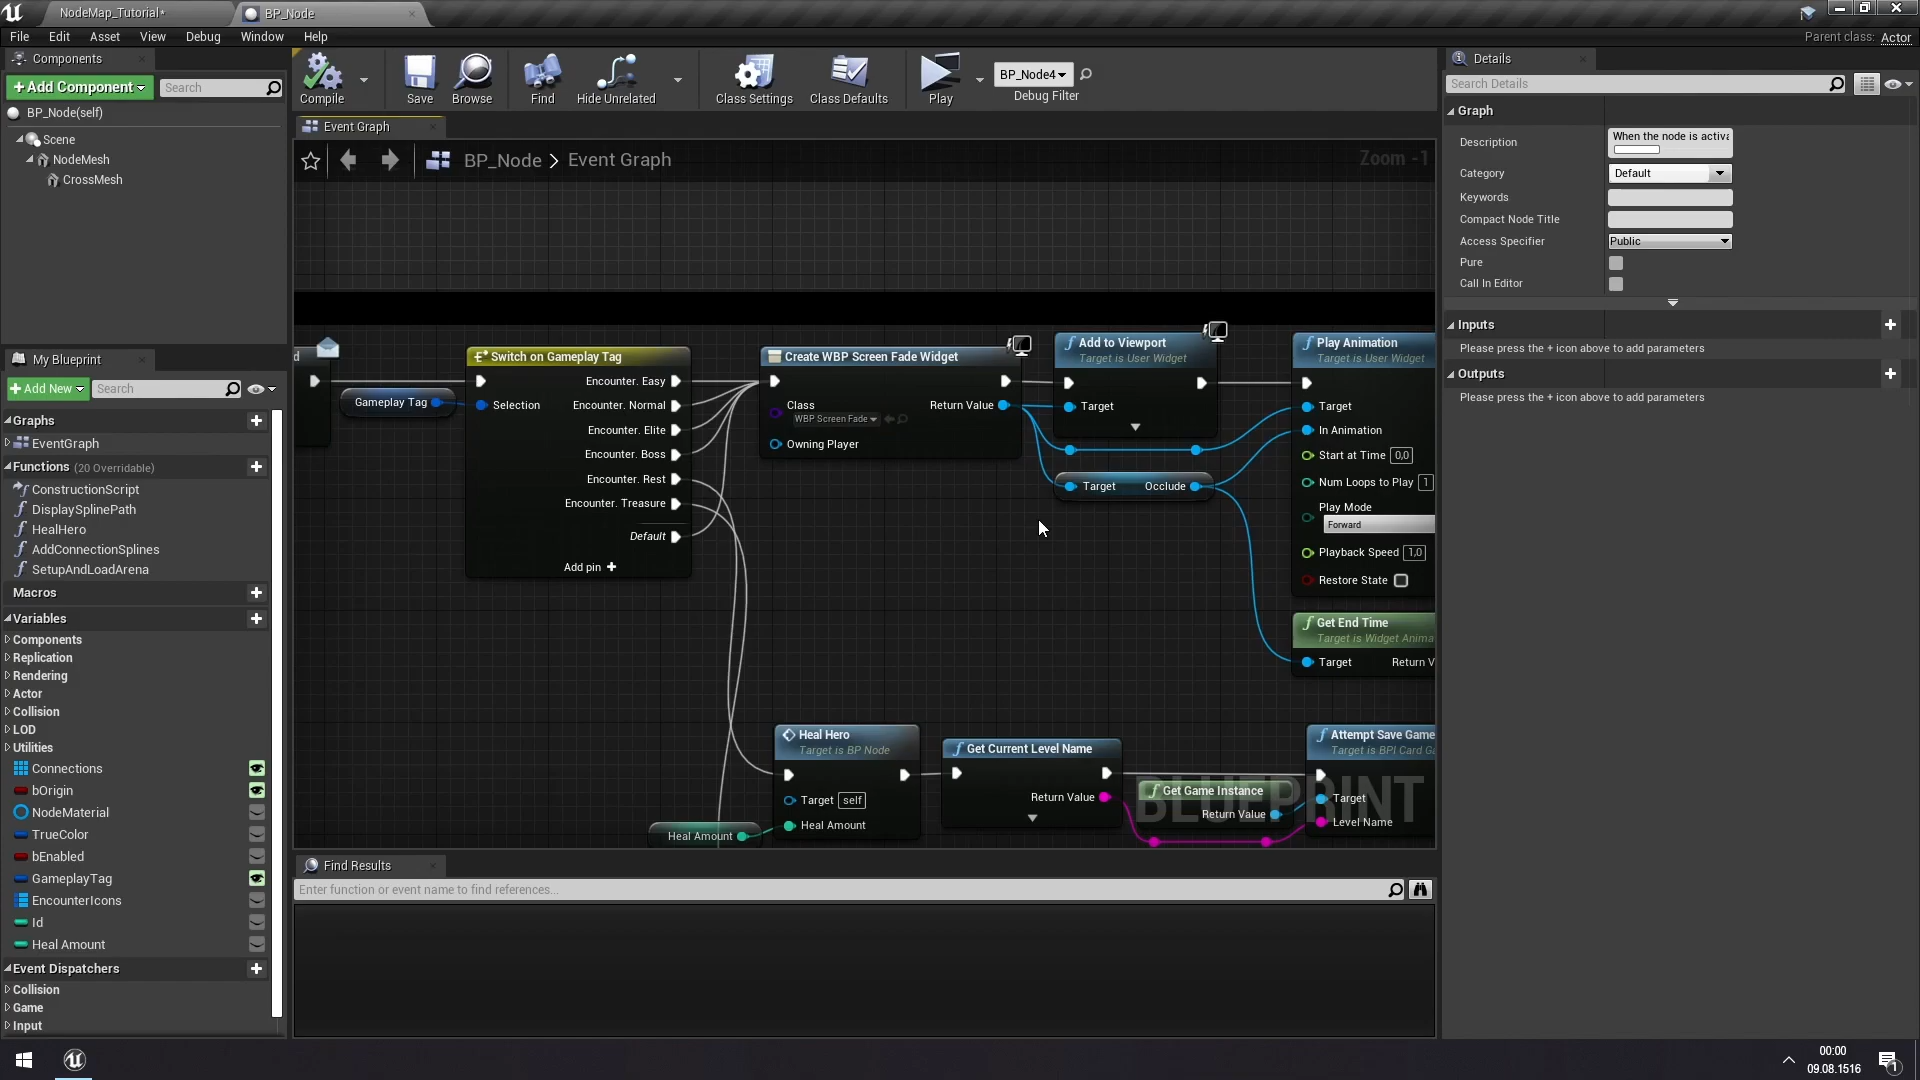 NodeMap_Tutorial*
BP_Node
File Edit Asset View Debug Window Help
Parent class: Actor
Components
+Add Component
Search
BP_Node(self)
Scene
NodeMesh
CrossMesh
My Blueprint
+Add New
Search
Graphs
EventGraph
Functions (20 Overridable)
ConstructionScript
DisplaySplinePath
HealHero
AddConnectionSplines
SetupAndLoadArena
Macros
Variables
Components
Replication
Rendering
Actor
Collision
LOD
Utilities
Connections
bOrigin
NodeMaterial
TrueColor
bEnabled
GameplayTag
EncounterIcons
Id
Heal Amount
Event Dispatchers
Collision
Game
Input
Compile
Save
Browse
Find
Hide Unrelated
Class Settings
Class Defaults
Play
BP_Node4
Debug Filter
Event Graph
BP_Node > Event Graph
Zoom -1
d
Gameplay Tag
Switch on Gameplay Tag
Selection
Encounter. Easy
Encounter. Normal
Encounter. Elite
Encounter. Boss
Encounter. Rest
Encounter. Treasure
Default
Add pin +
Create WBP Screen Fade Widget
Class
WBP Screen Fade
Return Value
Owning Player
Add to Viewport
Target is User Widget
Target
Target Occlude
Play Animation
Target is User Widget
Target
In Animation
Start at Time 0,0
Num Loops to Play 1
Play Mode
Forward
Playback Speed 1,0
Restore State
Get End Time
Target is Widget Anima
Target Return V
Heal Hero
Target is BP Node
Target self
Heal Amount
Heal Amount
Get Current Level Name
Return Value
Get Game Instance
Return Value
BLUEPRINT
Attempt Save Game
Target is BPI Card Ga
Target
Level Name
Find Results
Enter function or event name to find references...
Details
Search Details
Graph
Description When the node is activa
Category Default
Keywords
Compact Node Title
Access Specifier Public
Pure
Call In Editor
Inputs
Please press the + icon above to add parameters
Outputs
Please press the + icon above to add parameters
00:00
09.08.1516
1